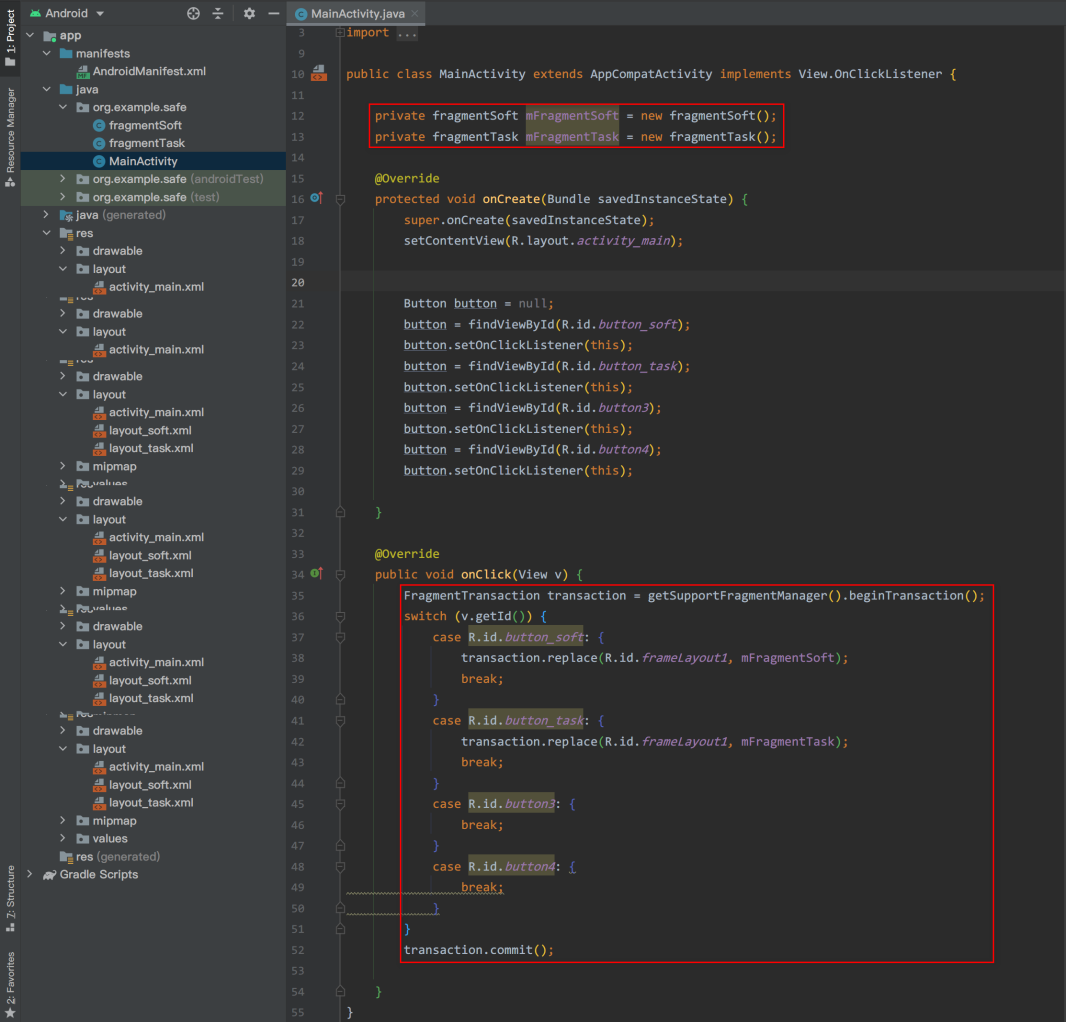 Android
MainActivity.java
1: Project
Resource Manager
Z: Structure
2: Favorites
app
manifests
AndroidManifest.xml
java
org.example.safe
fragmentSoft
fragmentTask
MainActivity
org.example.safe (androidTest)
org.example.safe (test)
java (generated)
res
drawable
layout
activity_main.xml
drawable
layout
activity_main.xml
drawable
layout
activity_main.xml
layout_soft.xml
layout_task.xml
mipmap
drawable
layout
activity_main.xml
layout_soft.xml
layout_task.xml
mipmap
drawable
layout
activity_main.xml
layout_soft.xml
layout_task.xml
drawable
layout
activity_main.xml
layout_soft.xml
layout_task.xml
mipmap
values
res (generated)
Gradle Scripts
3 import ...
9
10 public class MainActivity extends AppCompatActivity implements View.OnClickListener {
11
12 private fragmentSoft mFragmentSoft = new fragmentSoft();
13 private fragmentTask mFragmentTask = new fragmentTask();
14
15 @Override
16 protected void onCreate(Bundle savedInstanceState) {
17 super.onCreate(savedInstanceState);
18 setContentView(R.layout.activity_main);
19
20
21 Button button = null;
22 button = findViewById(R.id.button_soft);
23 button.setOnClickListener(this);
24 button = findViewById(R.id.button_task);
25 button.setOnClickListener(this);
26 button = findViewById(R.id.button3);
27 button.setOnClickListener(this);
28 button = findViewById(R.id.button4);
29 button.setOnClickListener(this);
30
31 }
32
33 @Override
34 public void onClick(View v) {
35 FragmentTransaction transaction = getSupportFragmentManager().beginTransaction();
36 switch (v.getId()) {
37 case R.id.button_soft: {
38 transaction.replace(R.id.frameLayout1, mFragmentSoft);
39 break;
40 }
41 case R.id.button_task: {
42 transaction.replace(R.id.frameLayout1, mFragmentTask);
43 break;
44 }
45 case R.id.button3: {
46 break;
47 }
48 case R.id.button4: {
49 break;
50 }
51 }
52 transaction.commit();
53
54 }
55 }